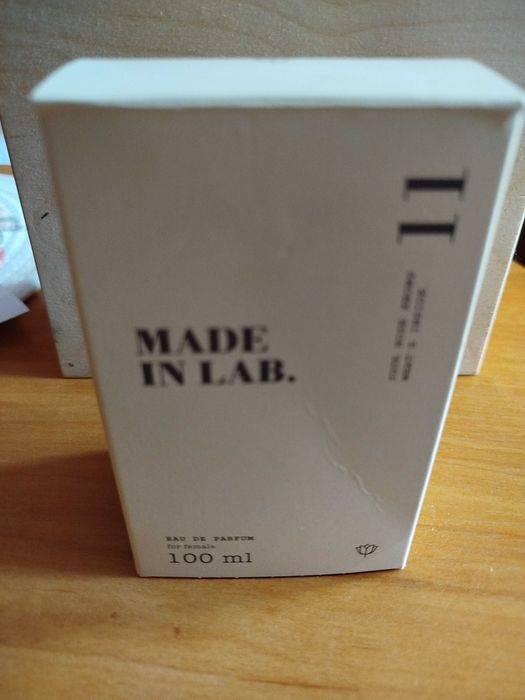 11
MADE
IN LAB.
EAU DE PARFUM
for female
100 ml